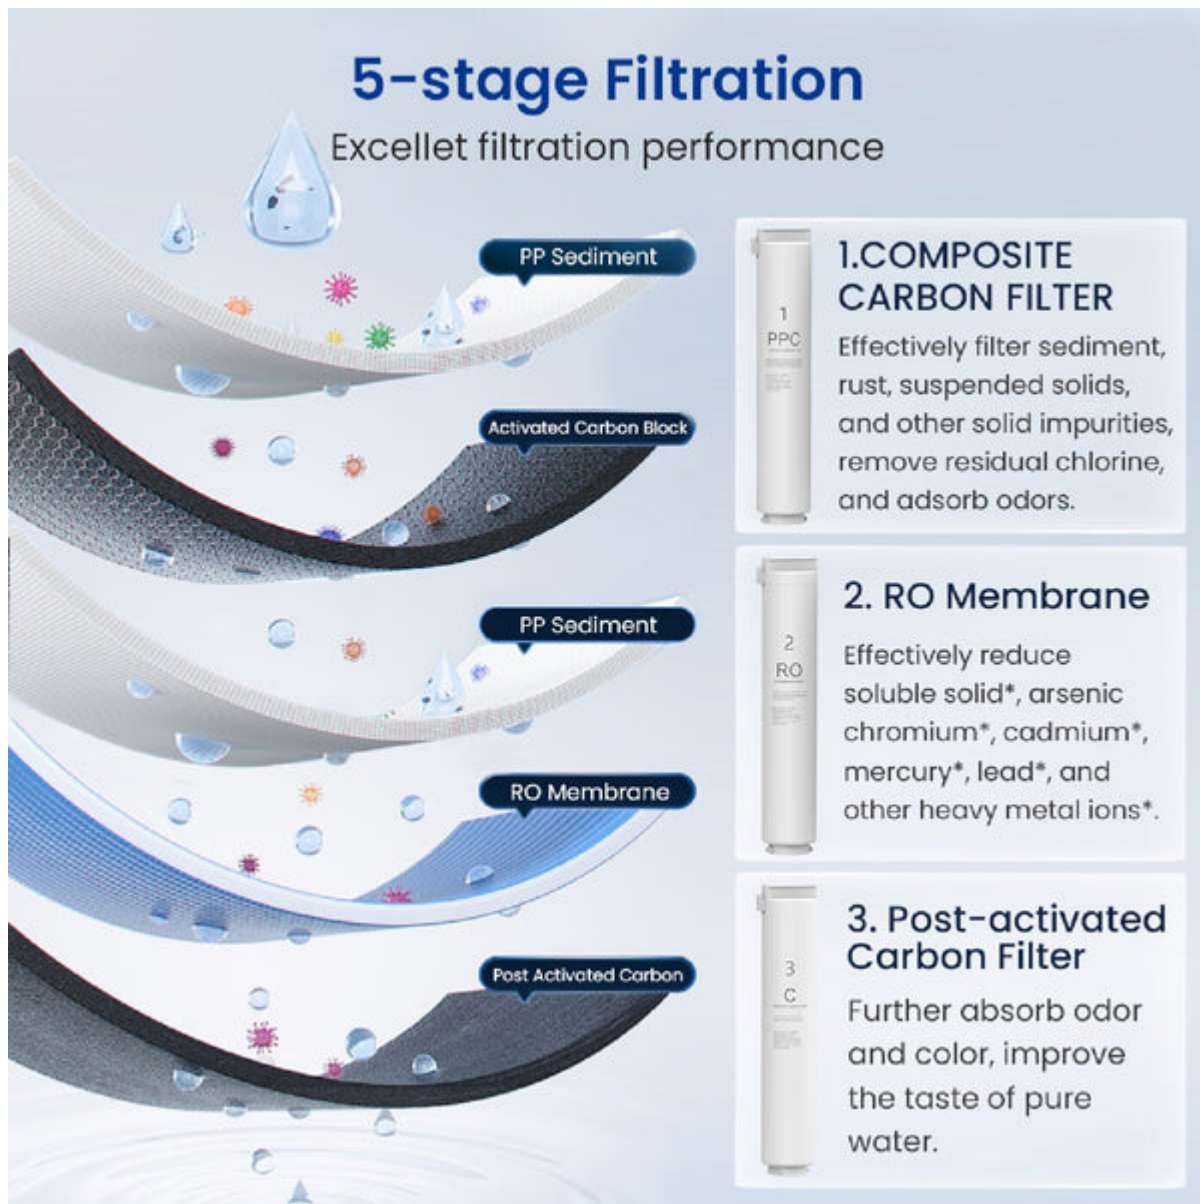 5-stage Filtration
Excellet filtration performance
PP Sediment
Activated Carbon Block
PP Sediment
RO Membrane
Post Activated Carbon
1
PPC
1.COMPOSITE
CARBON FILTER
Effectively filter sediment,
rust, suspended solids,
and other solid impurities,
remove residual chlorine,
and adsorb odors.
2
RO
2. RO Membrane
Effectively reduce
soluble solid*, arsenic
chromium*, cadmium*,
mercury*, lead*, and
other heavy metal ions*.
3
C
3. Post-activated
Carbon Filter
Further absorb odor
and color, improve
the taste of pure
water.